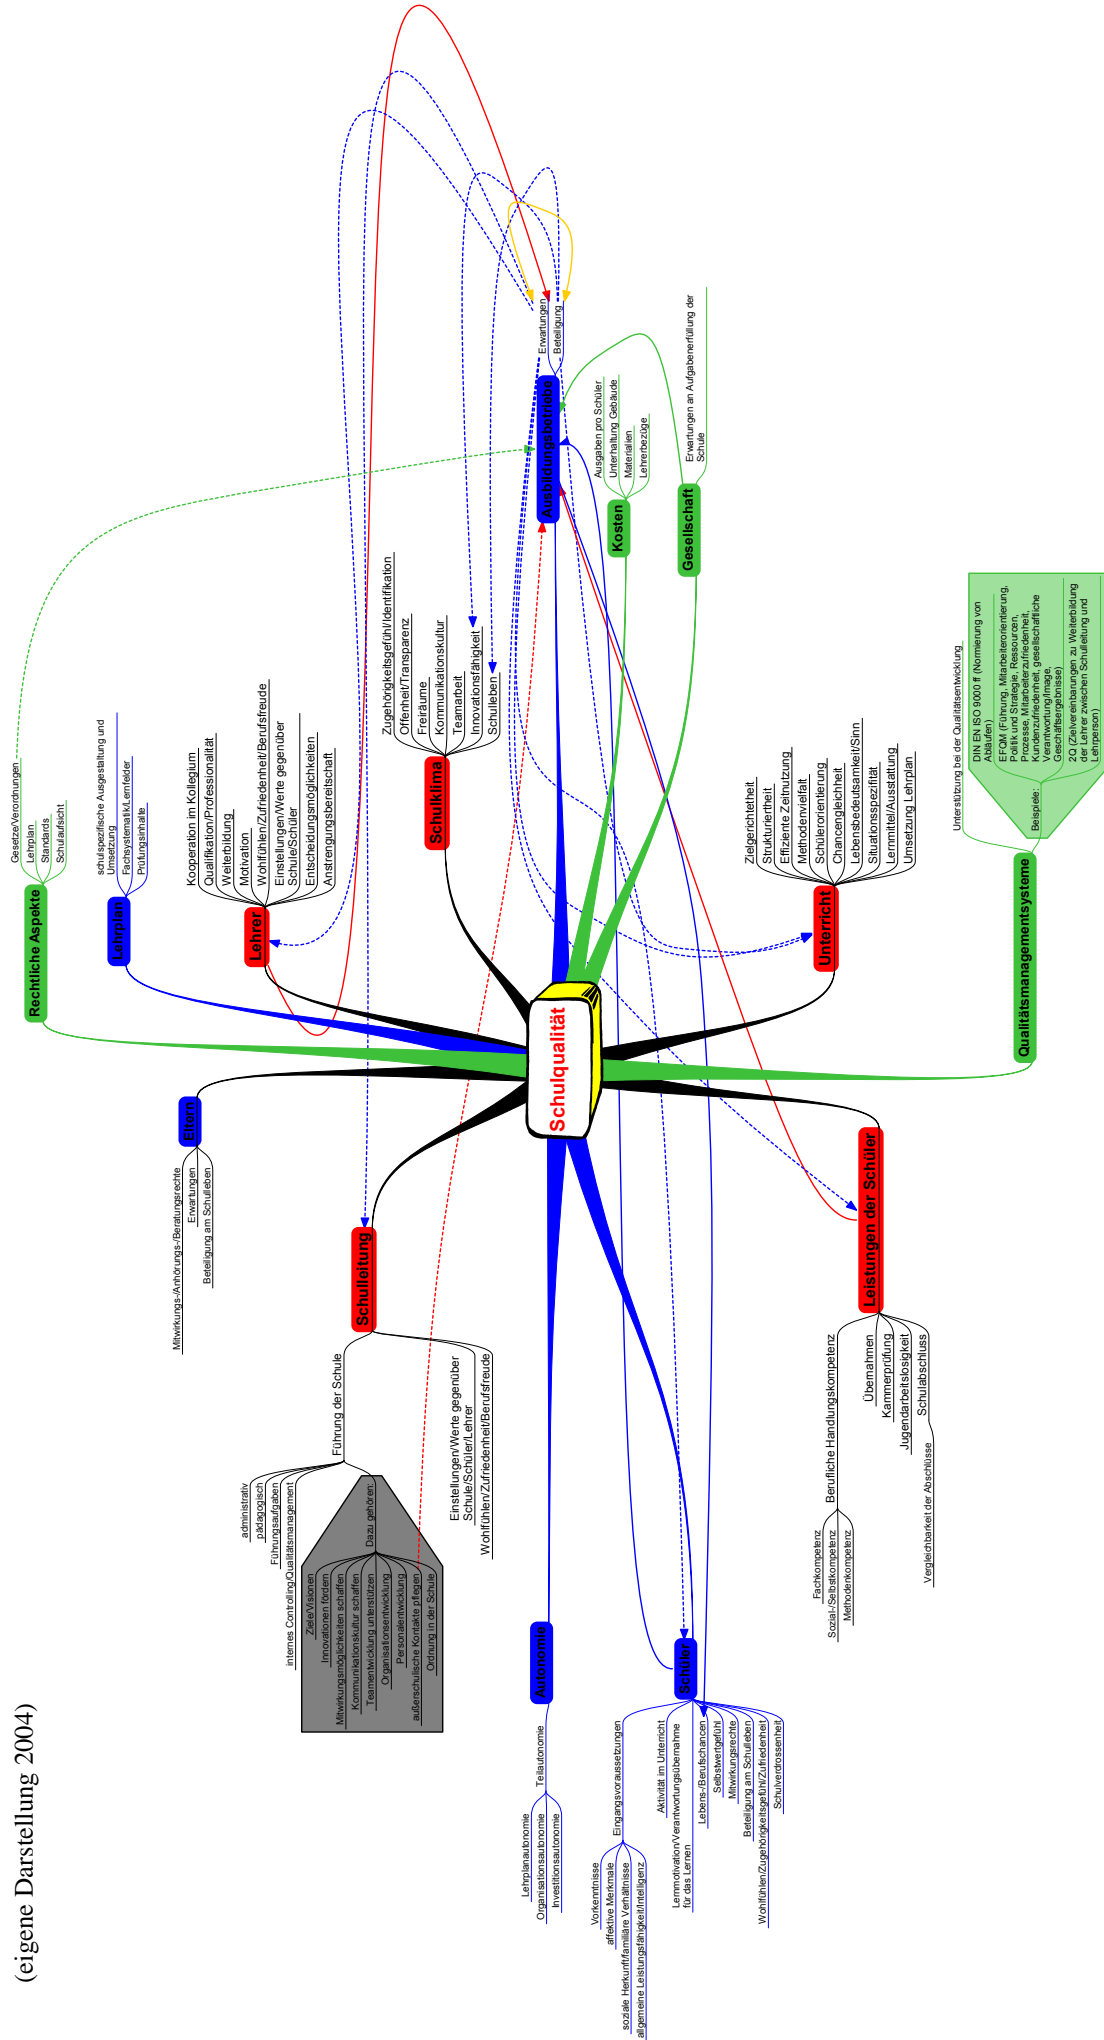 (eigene Darstellung 2004)
Schulqualität
Rechtliche Aspekte
Gesetze/Verordnungen
Lehrplan
Standards
Schulaufsicht
Lehrplan
schulspezifische Ausgestaltung und
Umsetzung
Fachsystematik/Lernfelder
Prüfungsinhalte
Lehrer
Kooperation im Kollegium
Qualifikation/Professionalität
Weiterbildung
Motivation
Wohlfühlen/Zufriedenheit/Berufsfreude
Einstellungen/Werte gegenüber
Schule/Schüler
Entscheidungsmöglichkeiten
Anstrengungsbereitschaft
Schulklima
Zugehörigkeitsgefühl/Identifikation
Offenheit/Transparenz
Freiräume
Kommunikationskultur
Teamarbeit
Innovationsfähigkeit
Schulleben
Ausbildungsbetriebe
Erwartungen
Beteiligung
Kosten
Ausgaben pro Schüler
Unterhaltung Gebäude
Materialien
Lehrerbezüge
Gesellschaft
Erwartungen an Aufgabenerfüllung der
Schule
Unterricht
Zielgerichtetheit
Strukturiertheit
Effiziente Zeitnutzung
Methodenvielfalt
Schülerorientierung
Chancengleichheit
Lebensbedeutsamkeit/Sinn
Situationsspezifität
Lernmittel/Ausstattung
Umsetzung Lehrplan
Qualitätsmanagementsysteme
Unterstützung bei der Qualitätsentwicklung
Beispiele:
DIN EN ISO 9000 ff (Normierung von
Abläufen)
EFQM (Führung, Mitarbeiterorientierung,
Politik und Strategie, Ressourcen,
Prozesse, Mitarbeiterzufriedenheit,
Kundenzufriedenheit, gesellschaftliche
Verantwortung/Image,
Geschäftsergebnisse)
2Q (Zielvereinbarungen zu Weiterbildung
der Lehrer zwischen Schulleitung und
Lehrperson)
Eltern
Mitwirkungs-/Anhörungs-/Beratungsrechte
Erwartungen
Beteiligung am Schulleben
Schulleitung
Führung der Schule
administrativ
pädagogisch
Führungsaufgaben
internes Controlling/Qualitätsmanagement
Dazu gehören:
Ziele/Visionen
Innovationen fördern
Mitwirkungsmöglichkeiten schaffen
Kommunikationskultur schaffen
Teamentwicklung unterstützen
Organisationsentwicklung
Personalentwicklung
außerschulische Kontakte pflegen
Ordnung in der Schule
Einstellungen/Werte gegenüber
Schule/Schüler/Lehrer
Wohlfühlen/Zufriedenheit/Berufsfreude
Autonomie
Teilautonomie
Lehrplanautonomie
Organisationsautonomie
Investitionsautonomie
Schüler
Eingangsvoraussetzungen
Vorkenntnisse
affektive Merkmale
soziale Herkunft/familiäre Verhältnisse
allgemeine Leistungsfähigkeit/Intelligenz
Aktivität im Unterricht
Lernmotivation/Verantwortungsübernahme
für das Lernen
Lebens-/Berufschancen
Selbstwertgefühl
Mitwirkungsrechte
Beteiligung am Schulleben
Wohlfühlen/Zugehörigkeitsgefühl/Zufriedenheit
Schulverdrossenheit
Leistungen der Schüler
Berufliche Handlungskompetenz
Fachkompetenz
Sozial-/Selbstkompetenz
Methodenkompetenz
Übernahmen
Kammerprüfung
Jugendarbeitslosigkeit
Schulabschluss
Vergleichbarkeit der Abschlüsse